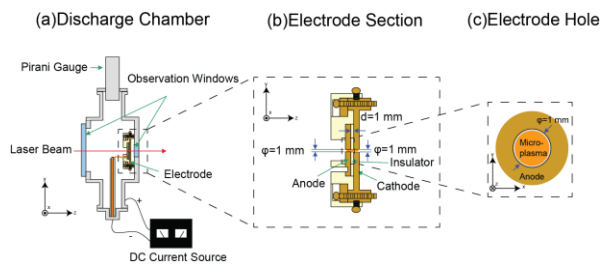 (a)Discharge Chamber
(b)Electrode Section
(c)Electrode Hole
Pirani Gauge
Observation Windows
Laser Beam
Electrode
DC Current Source
+
-
x
z
d=1 mm
φ=1 mm
φ=1 mm
Insulator
Anode
Cathode
z
φ=1 mm
Micro-
plasma
Anode
x